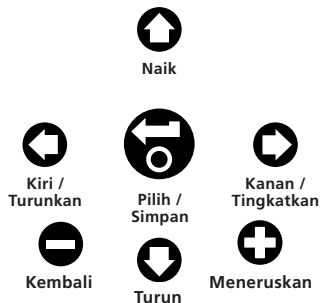 Naik
Kiri /
Turunkan
Pilih /
Simpan
Kanan /
Tingkatkan
Kembali
Turun
Meneruskan